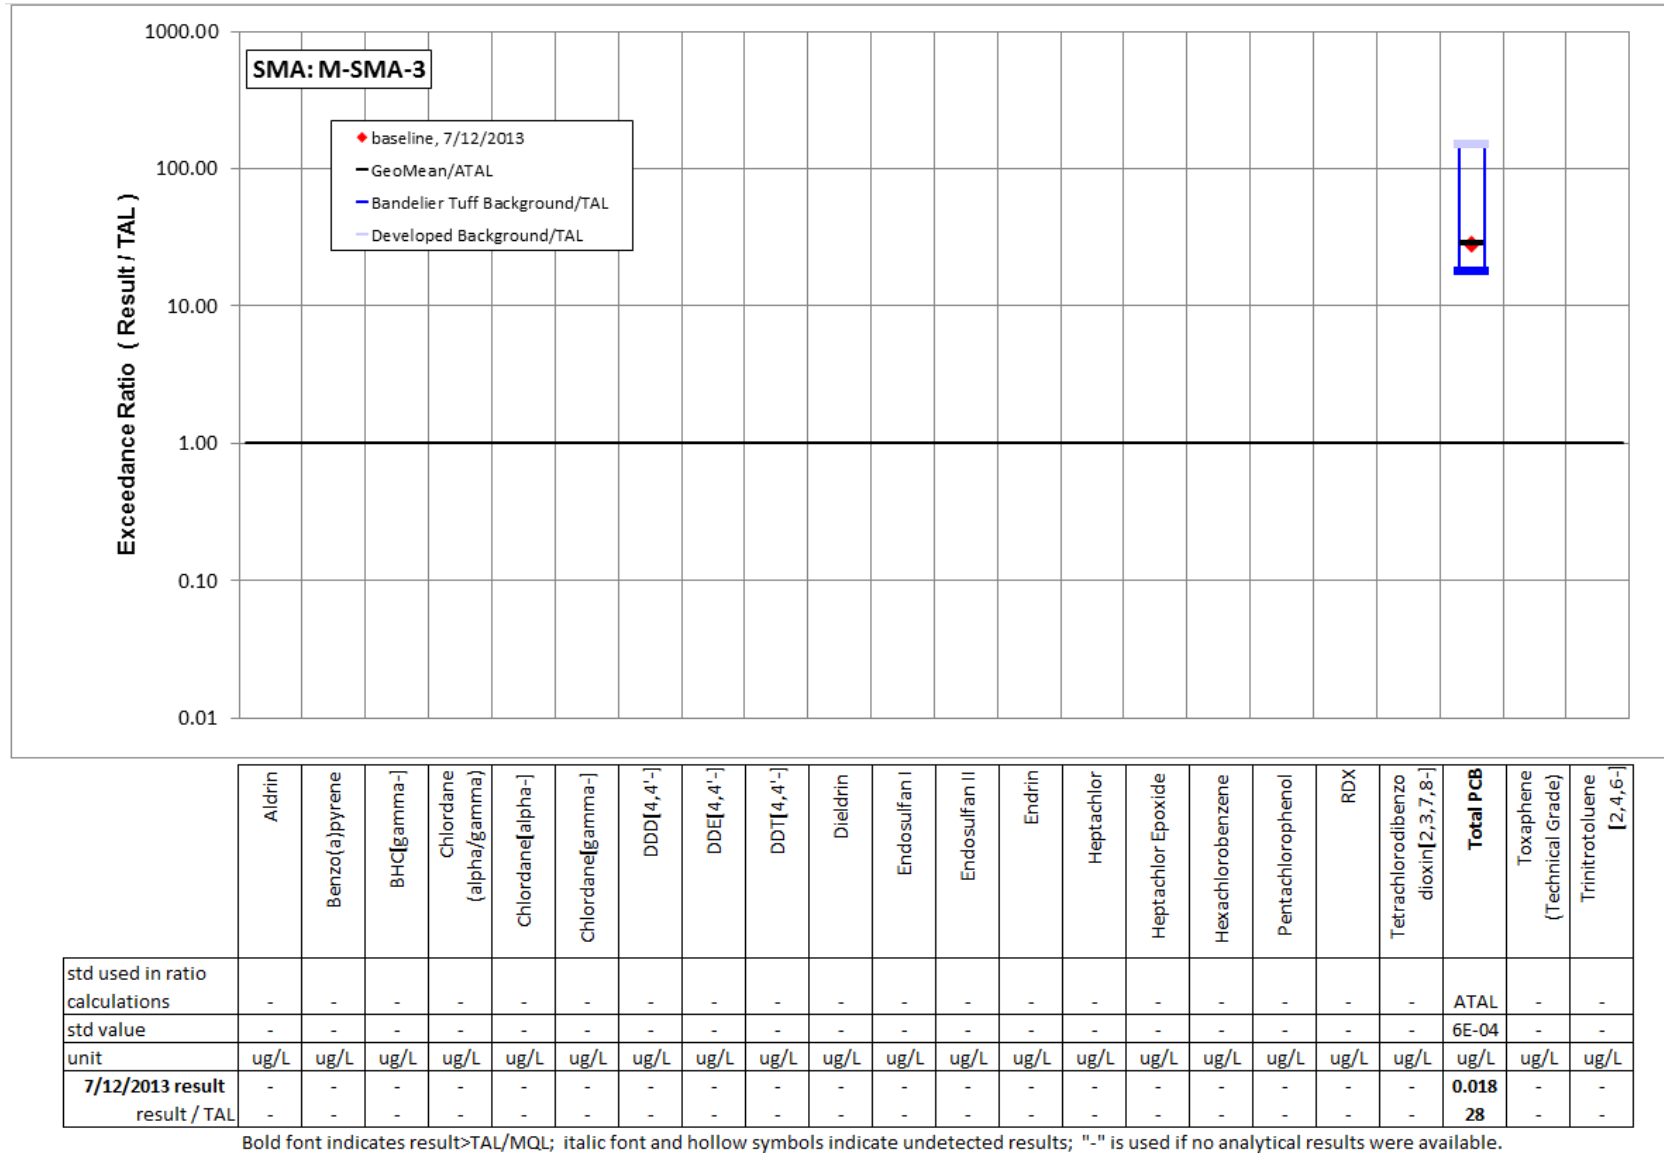 1000.00
SMA: M-SMA-3
baseline, 7/12/2013
GeoMean/ATAL
Bandelier Tuff Background/TAL
Developed Background/TAL
100.00
10.00
1.00
0.10
0.01
Exceedance Ratio ( Result / TAL )
Aldrin
Benzo(a)pyrene
BHC[gamma-]
Chlordane
(alpha/gamma)
Chlordane[alpha-]
Chlordane[gamma-]
DDD[4,4'-]
DDE[4,4'-]
DDT[4,4'-]
Dieldrin
Endosulfan I
Endosulfan II
Endrin
Heptachlor
Heptachlor Epoxide
Hexachlorobenzene
Pentachlorophenol
RDX
Tetrachlorodibenzo
dioxin[2,3,7,8-]
Total PCB
Toxaphene
(Technical Grade)
Trinitrotoluene
[2,4,6-]
std used in ratio
calculations - - - - - - - - - - - - - - - - - - - ATAL - -
std value - - - - - - - - - - - - - - - - - - - 6E-04 - -
unit ug/L ug/L ug/L ug/L ug/L ug/L ug/L ug/L ug/L ug/L ug/L ug/L ug/L ug/L ug/L ug/L ug/L ug/L ug/L ug/L ug/L ug/L
7/12/2013 result - - - - - - - - - - - - - - - - - - - 0.018 - -
result / TAL - - - - - - - - - - - - - - - - - - - 28 - -
Bold font indicates result>TAL/MQL; italic font and hollow symbols indicate undetected results; "-" is used if no analytical results were available.